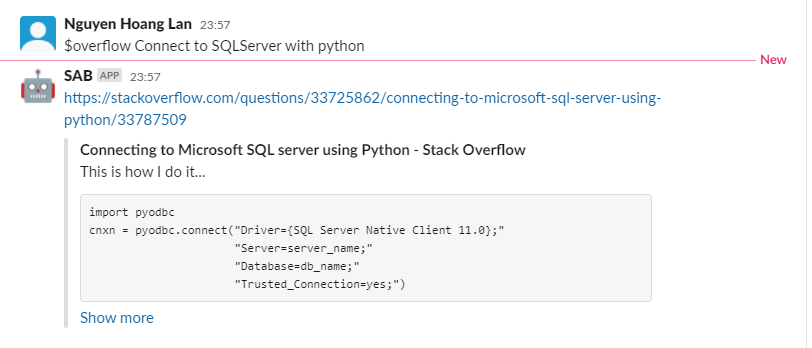 Nguyen Hoang Lan 23:57
$overflow Connect to SQLServer with python
New
SAB APP 23:57
https://stackoverflow.com/questions/33725862/connecting-to-microsoft-sql-server-using-
python/33787509
Connecting to Microsoft SQL server using Python - Stack Overflow
This is how I do it...
import pyodbc
cnxn = pyodbc.connect("Driver={SQL Server Native Client 11.0};"
"Server=server_name;"
"Database=db_name;"
"Trusted_Connection=yes;")
Show more